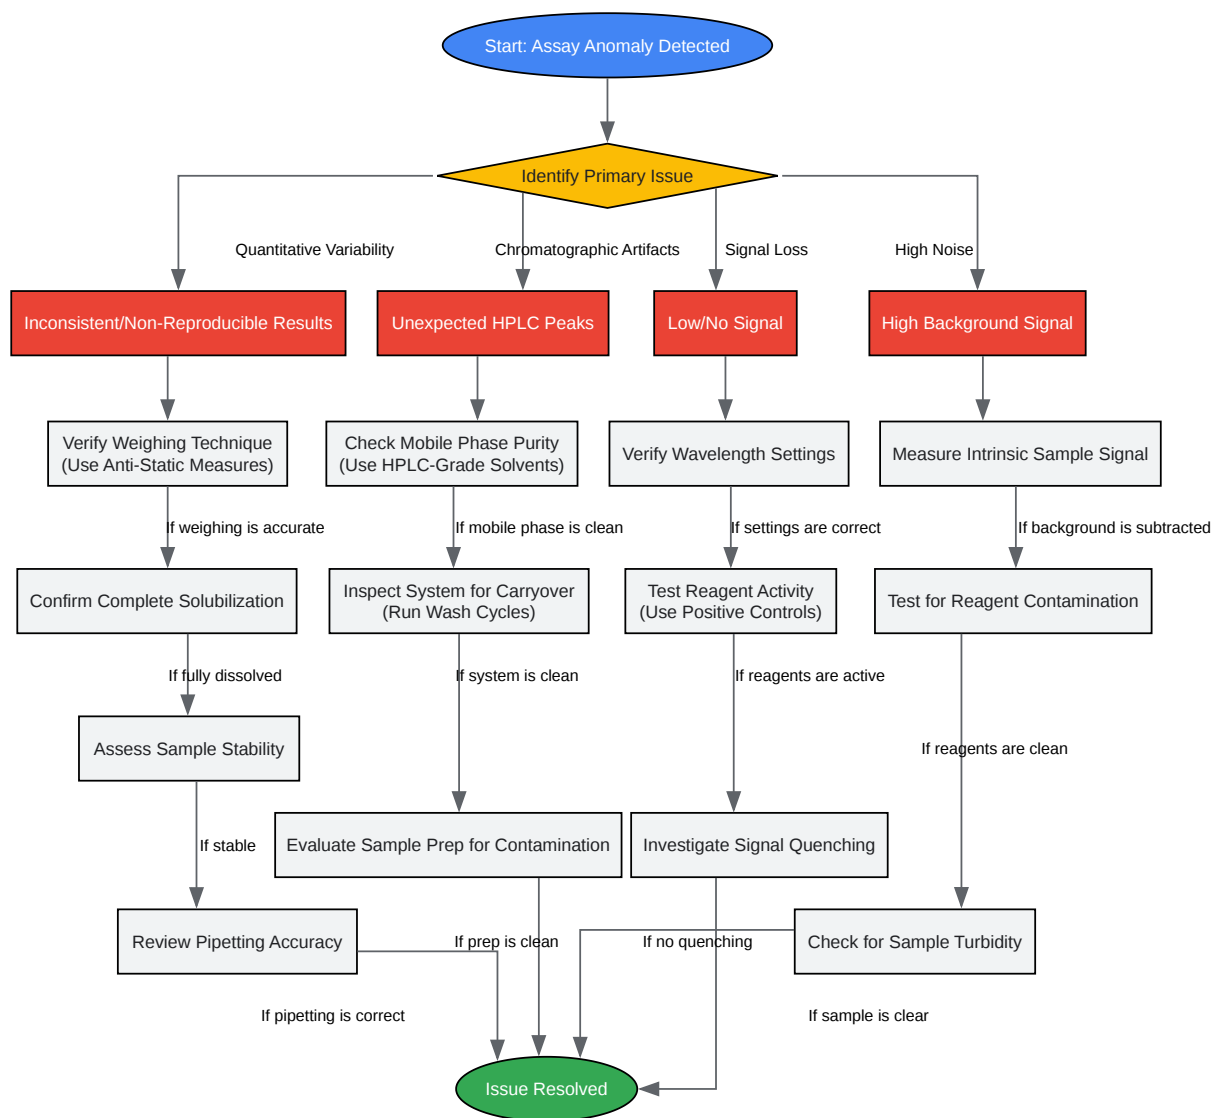 Start: Assay Anomaly Detected
Identify Primary Issue
Quantitative Variability
Chromatographic Artifacts
Signal Loss
High Noise
Inconsistent/Non-Reproducible Results
Unexpected HPLC Peaks
Low/No Signal
High Background Signal
Verify Weighing Technique
(Use Anti-Static Measures)
Check Mobile Phase Purity
(Use HPLC-Grade Solvents)
Verify Wavelength Settings
Measure Intrinsic Sample Signal
If weighing is accurate
If mobile phase is clean
If settings are correct
If background is subtracted
Confirm Complete Solubilization
Inspect System for Carryover
(Run Wash Cycles)
Test Reagent Activity
(Use Positive Controls)
Test for Reagent Contamination
If fully dissolved
If system is clean
If reagents are active
Assess Sample Stability
If reagents are clean
If stable
Evaluate Sample Prep for Contamination
Investigate Signal Quenching
Review Pipetting Accuracy
If prep is clean
If no quenching
Check for Sample Turbidity
If pipetting is correct
If sample is clear
Issue Resolved